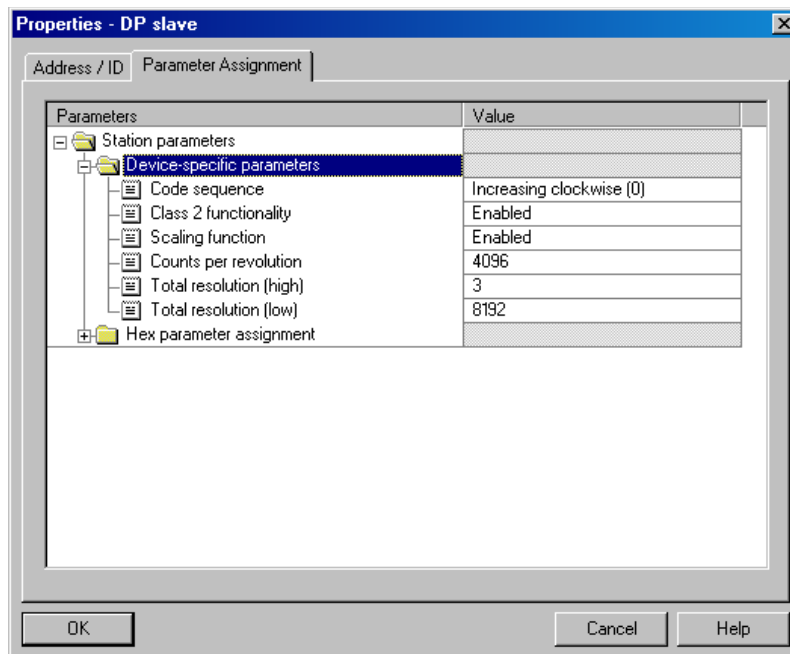 Properties - DP slave
Address / ID Parameter Assignment
Parameters Value
Station parameters
Device-specific parameters
Code sequence Increasing clockwise (0)
Class 2 functionality Enabled
Scaling function Enabled
Counts per revolution 4096
Total resolution (high) 3
Total resolution (low) 8192
Hex parameter assignment
OK Cancel Help